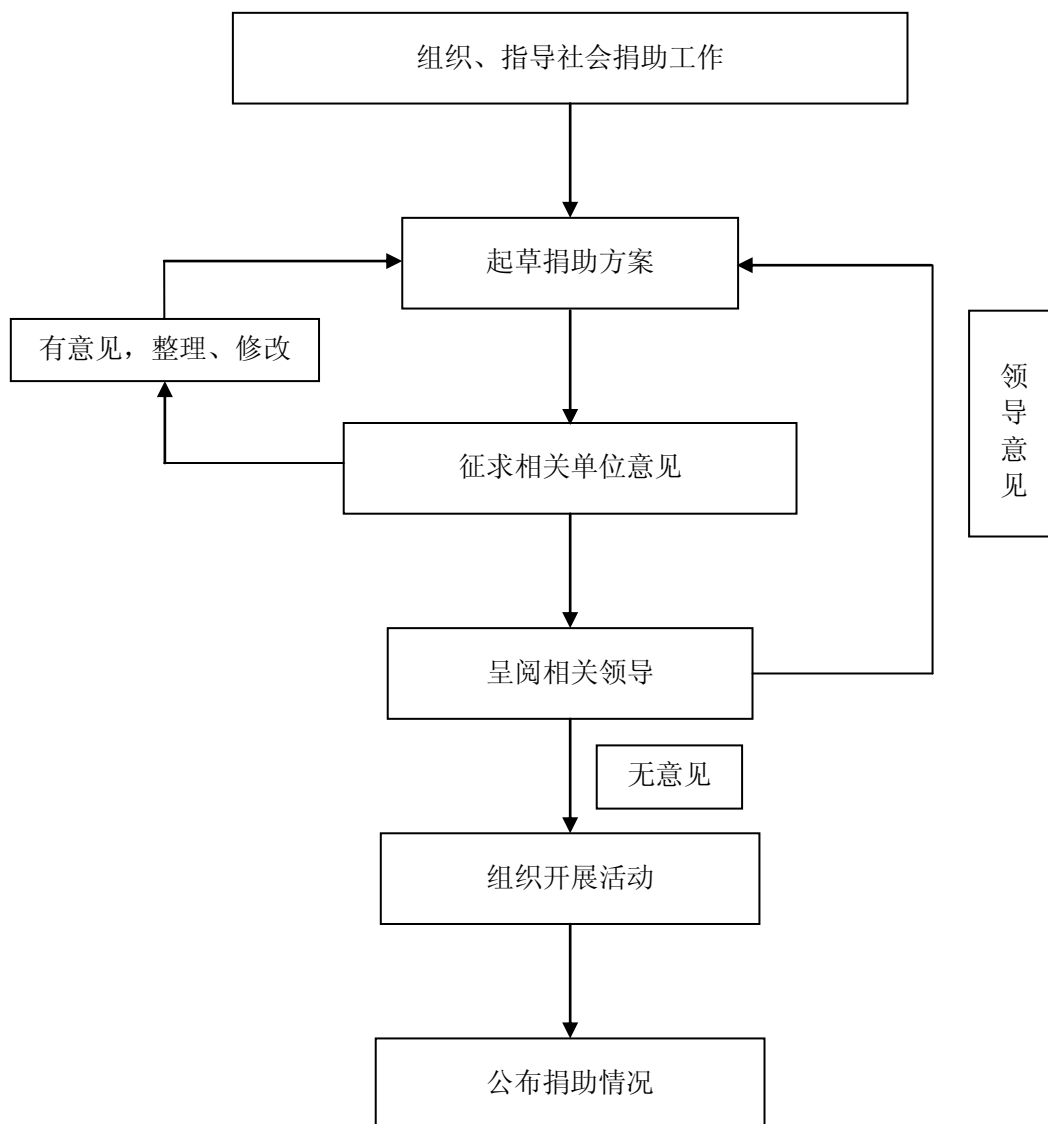 组织、指导社会捐助工作
起草捐助方案
有意见，整理、修改
领导意见
征求相关单位意见
呈阅相关领导
无意见
组织开展活动
公布捐助情况